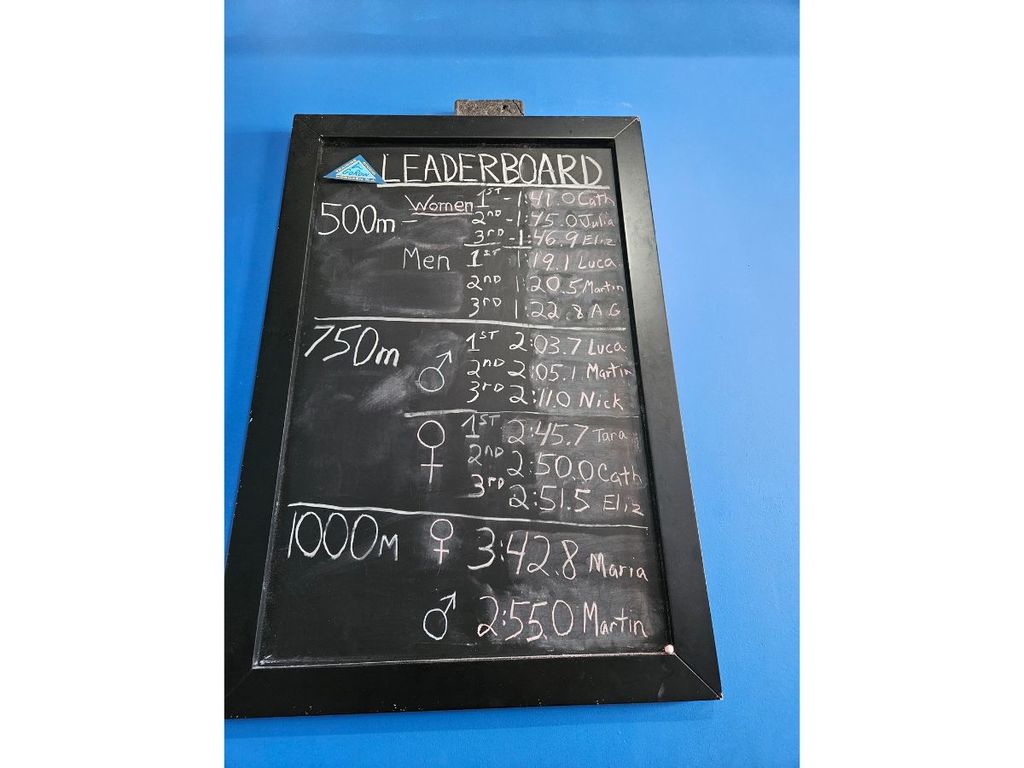 GoRow
LEADERBOARD
500m - Women 1ST - 1:41.0 Cath
2ND - 1:45.0 Julia
3RD - 1:46.9 Eliz
Men 1ST 1:19.1 Luca
2ND 1:20.5 Martin
3RD 1:22.8 A.G
750m ♂ 1ST 2:03.7 Luca
2ND 2:05.1 Martin
3RD 2:11.0 Nick
♀ 1ST 2:45.7 Tara
2ND 2:50.0 Cath
3RD 2:51.5 Eliz
1000M ♀ 3:42.8 Maria
♂ 2:55.0 Martin